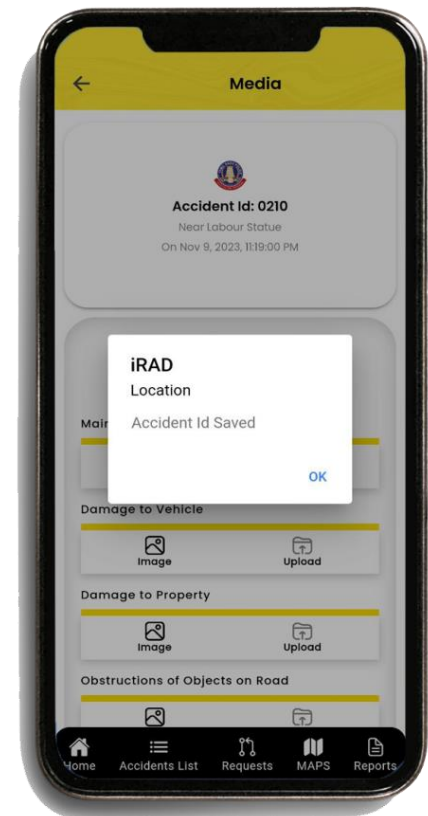 Media
Accident Id: 0210
Near Labour Statue
On Nov 9, 2023, 11:19:00 PM
iRAD
Location
Accident Id Saved
OK
Damage to Vehicle
Image Upload
Damage to Property
Image Upload
Obstructions of Objects on Road
Home Accidents List Requests MAPS Reports